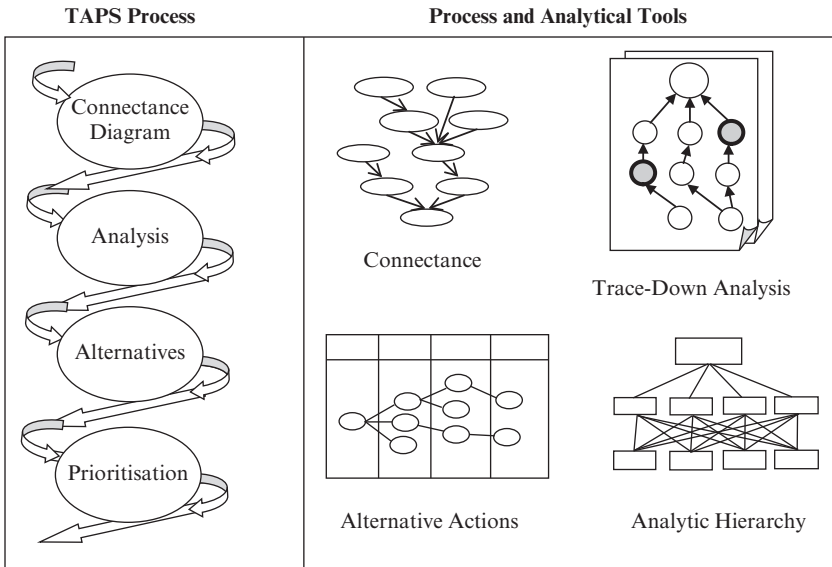 TAPS Process
Process and Analytical Tools
Connectance
Diagram
Analysis
Alternatives
Prioritisation
Connectance
Trace-Down Analysis
Alternative Actions
Analytic Hierarchy